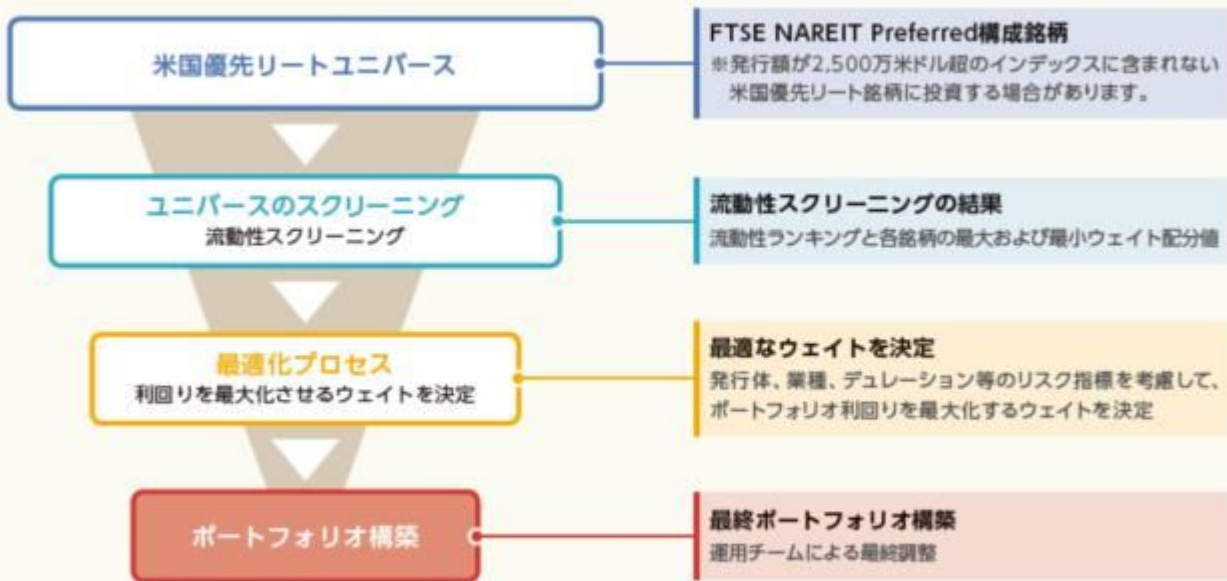 米国優先リートユニバース
FTSE NAREIT Preferred構成銘柄
※発行額が2,500万米ドル超のインデックスに含まれない
米国優先リート銘柄に投資する場合があります。
ユニバースのスクリーニング
流動性スクリーニング
流動性スクリーニングの結果
流動性ランキングと各銘柄の最大および最小ウェイト配分値
最適化プロセス
利回りを最大化させるウェイトを決定
最適なウェイトを決定
発行体、業種、デュレーション等のリスク指標を考慮して、
ポートフォリオ利回りを最大化するウェイトを決定
ポートフォリオ構築
最終ポートフォリオ構築
運用チームによる最終調整